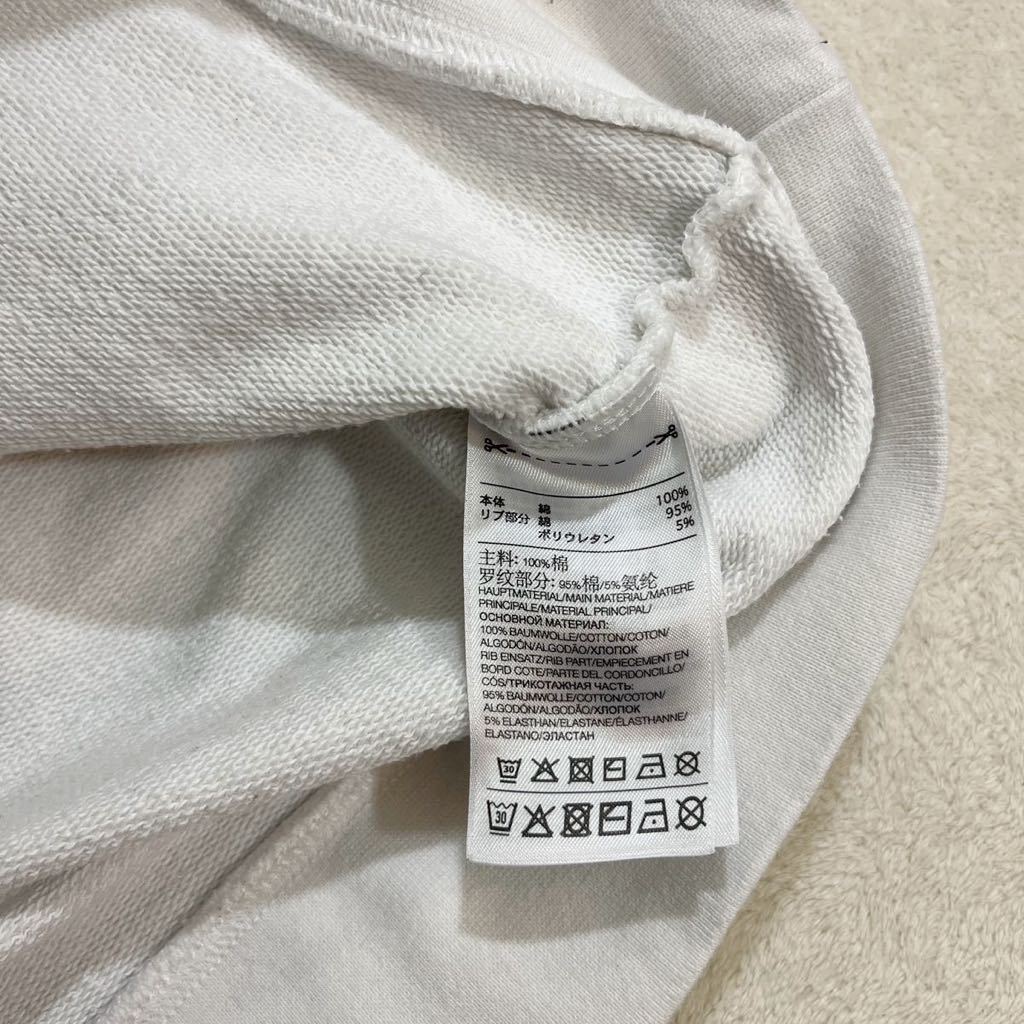 本体 綿 100%
リブ部分 綿 95%
ポリウレタン 5%
主料: 100%棉
罗纹部分: 95%棉/5%氨纶
HAUPTMATERIAL/MAIN MATERIAL/MATIERE
PRINCIPALE/MATERIAL PRINCIPAL/
ОСНОВНОЙ МАТЕРИАЛ:
100% BAUMWOLLE/COTTON/COTON/
ALGODÓN/ALGODÃO/ХЛОПОК
RIB EINSATZ/RIB PART/EMPIECEMENT EN
BORD COTE/PARTE DEL CORDONCILLO/
CÓS/ТРИКОТАЖНАЯ ЧАСТЬ:
95% BAUMWOLLE/COTTON/COTON/
ALGODÓN/ALGODÃO/ХЛОПОК
5% ELASTHAN/ELASTANE/ÉLASTHANNE/
ELASTANO/ЭЛАСТАН
30
30